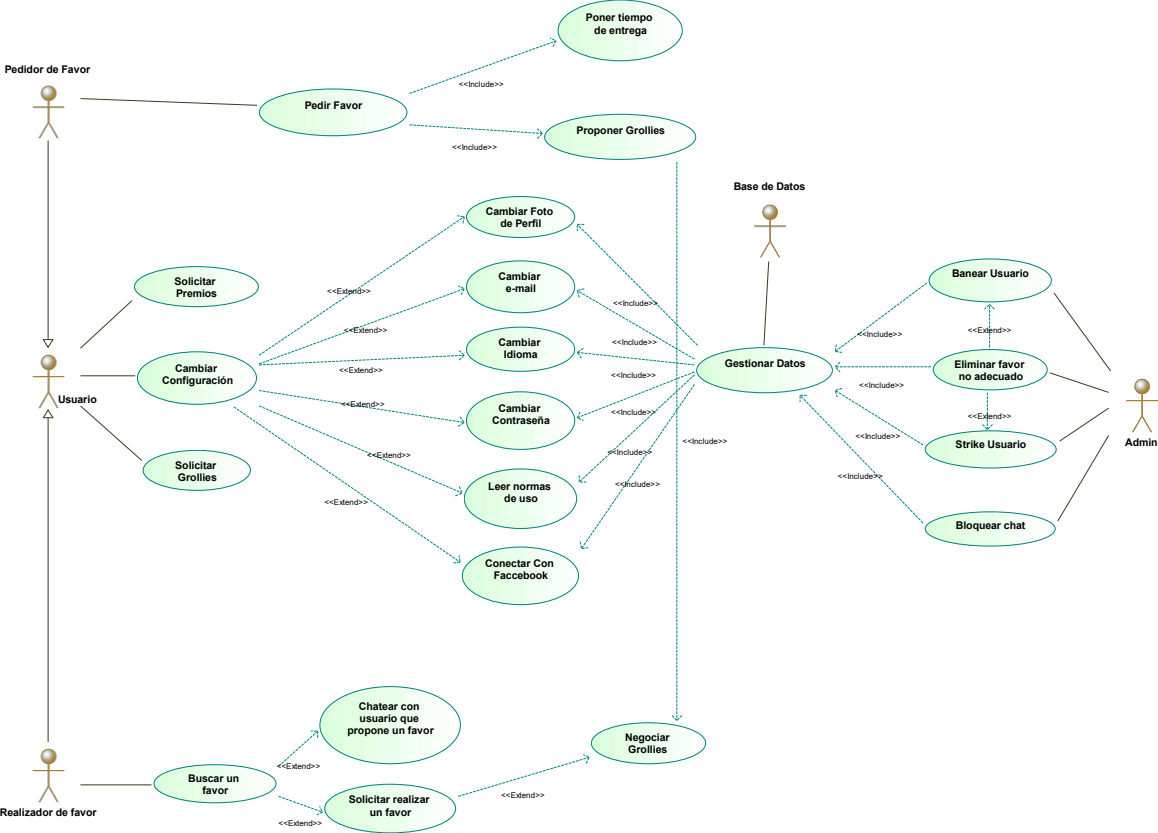 Poner tiempo
de entrega
Pedidor de Favor
<<Include>>
Pedir Favor
Proponer Grollies
<<Include>>
Base de Datos
Cambiar Foto
de Perfil
Solicitar
Premios
Cambiar
e-mail
Banear Usuario
<<Extend>>
<<Include>>
<<Extend>>
<<Include>>
<<Extend>>
Cambiar
Idioma
<<Include>>
Cambiar
Configuración
<<Extend>>
Gestionar Datos
Eliminar favor
no adecuado
<<Include>>
<<Include>>
Usuario
<<Extend>>
Cambiar
Contraseña
<<Include>>
<<Extend>>
Strike Usuario
Admin
<<Include>>
<<Include>>
<<Extend>>
<<Include>>
Solicitar
Grollies
Leer normas
de uso
<<Include>>
<<Include>>
<<Extend>>
Bloquear chat
Conectar Con
Faccebook
Chatear con
usuario que
propone un favor
Negociar
Grollies
<<Extend>>
Buscar un
favor
Solicitar realizar
un favor
<<Extend>>
<<Extend>>
Realizador de favor